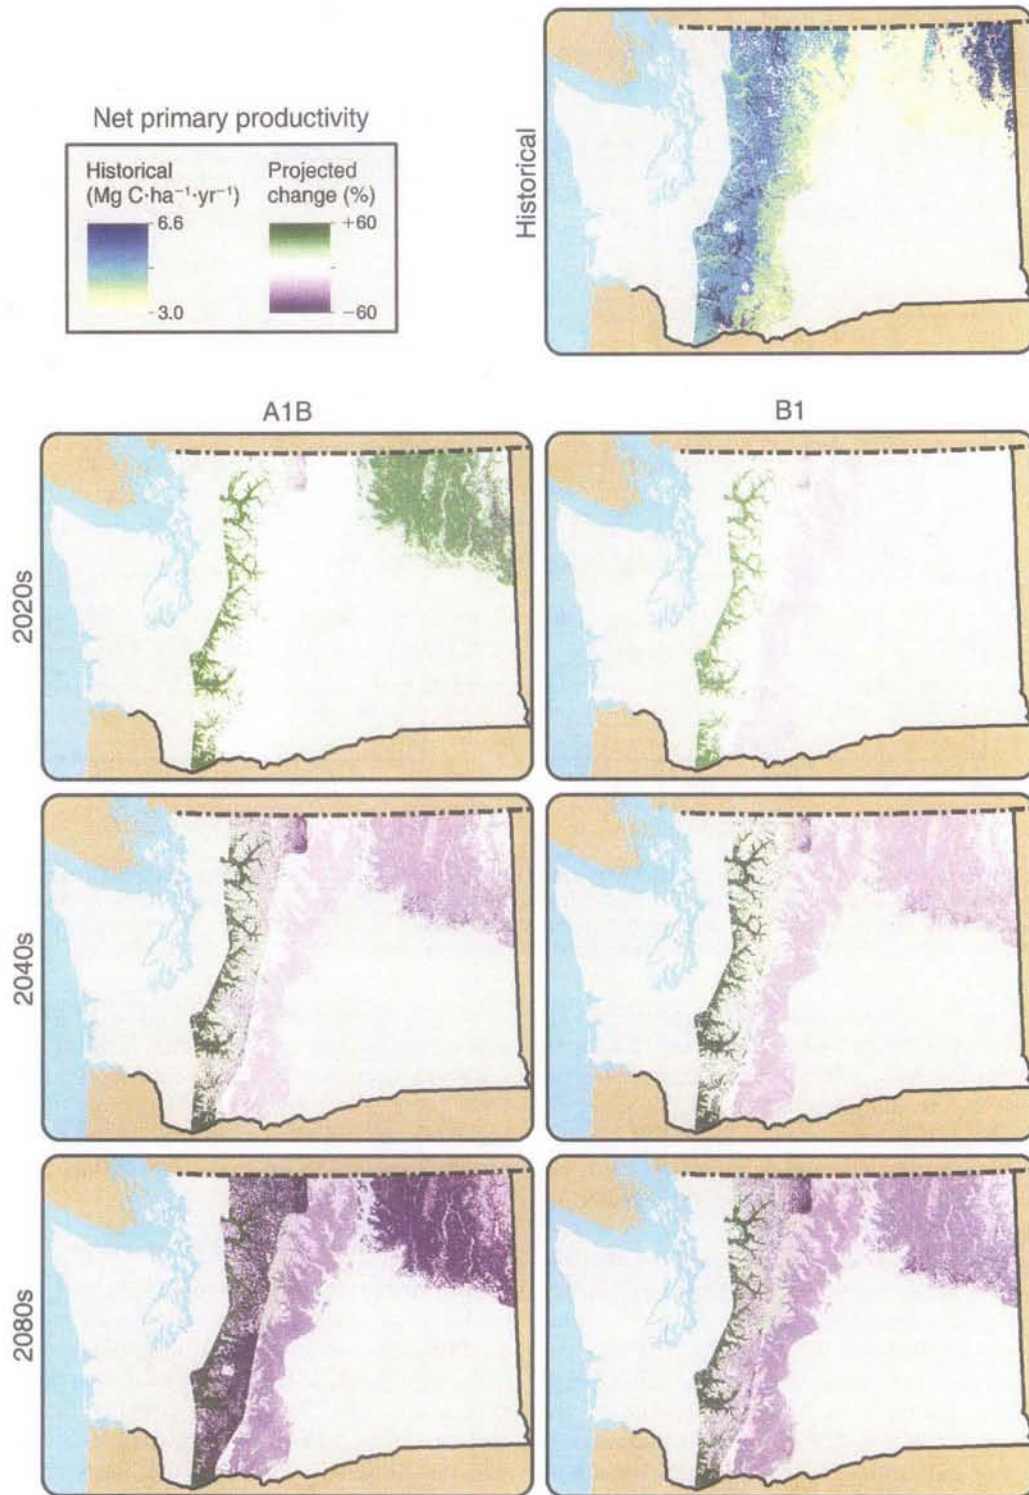 Net primary productivity
Historical
(Mg C·ha⁻¹·yr⁻¹)
6.6
3.0
Projected
change (%)
+60
−60
Historical
A1B
B1
2020s
2040s
2080s